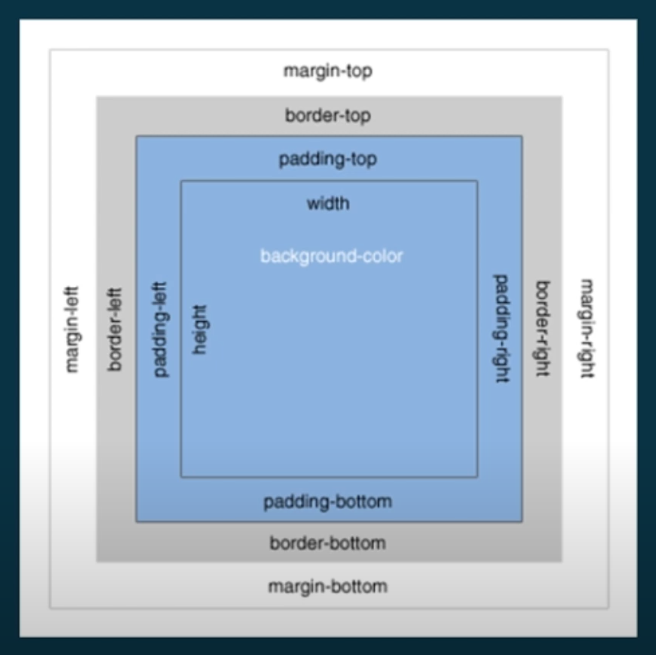 margin-top
border-top
padding-top
width
background-color
margin-left
border-left
padding-left
height
padding-right
border-right
margin-right
padding-bottom
border-bottom
margin-bottom